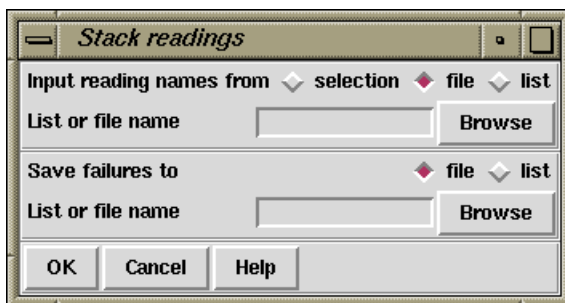 Stack readings
Input reading names from selection file list
List or file name Browse
Save failures to file list
List or file name Browse
OK Cancel Help